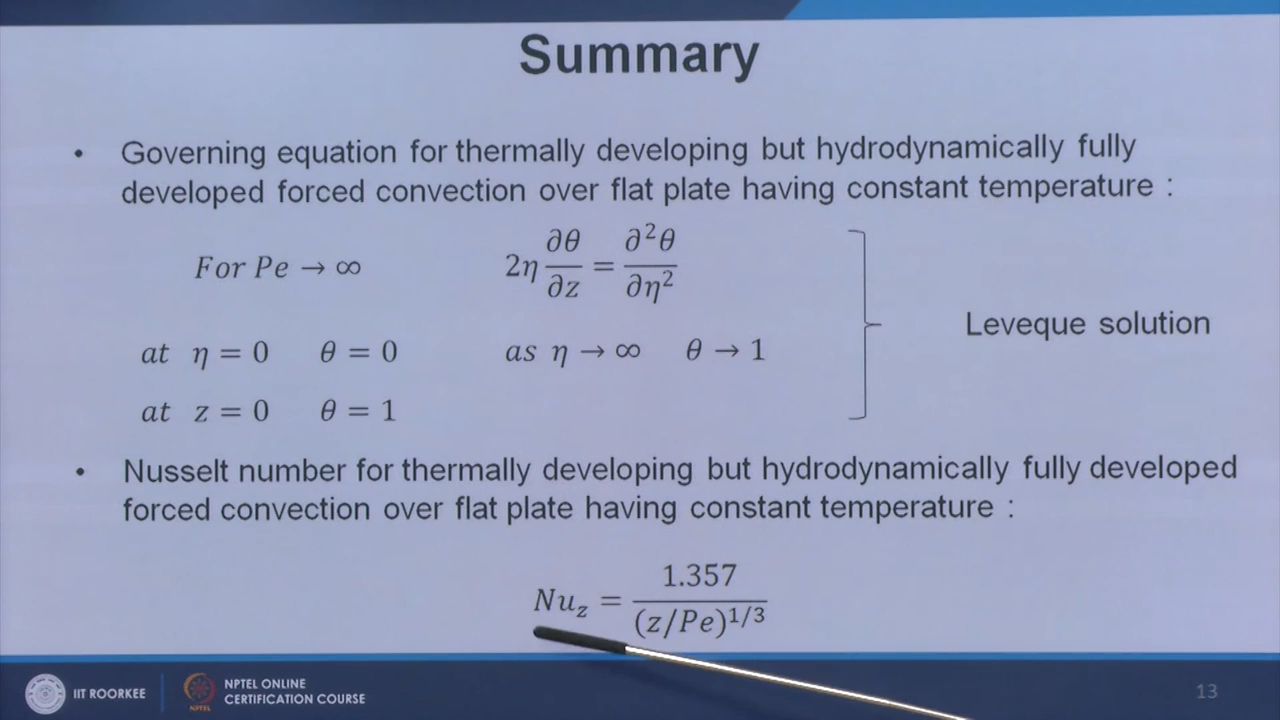 Summary
• Governing equation for thermally developing but hydrodynamically fully
developed forced convection over flat plate having constant temperature :
For Pe → ∞ 2η ∂θ/∂z = ∂²θ/∂η²
Leveque solution
at η = 0 θ = 0 as η → ∞ θ → 1
at z = 0 θ = 1
• Nusselt number for thermally developing but hydrodynamically fully developed
forced convection over flat plate having constant temperature :
Nu_z = 1.357/(z/Pe)^{1/3}
IIT ROORKEE
NPTEL
NPTEL ONLINE
CERTIFICATION COURSE
13